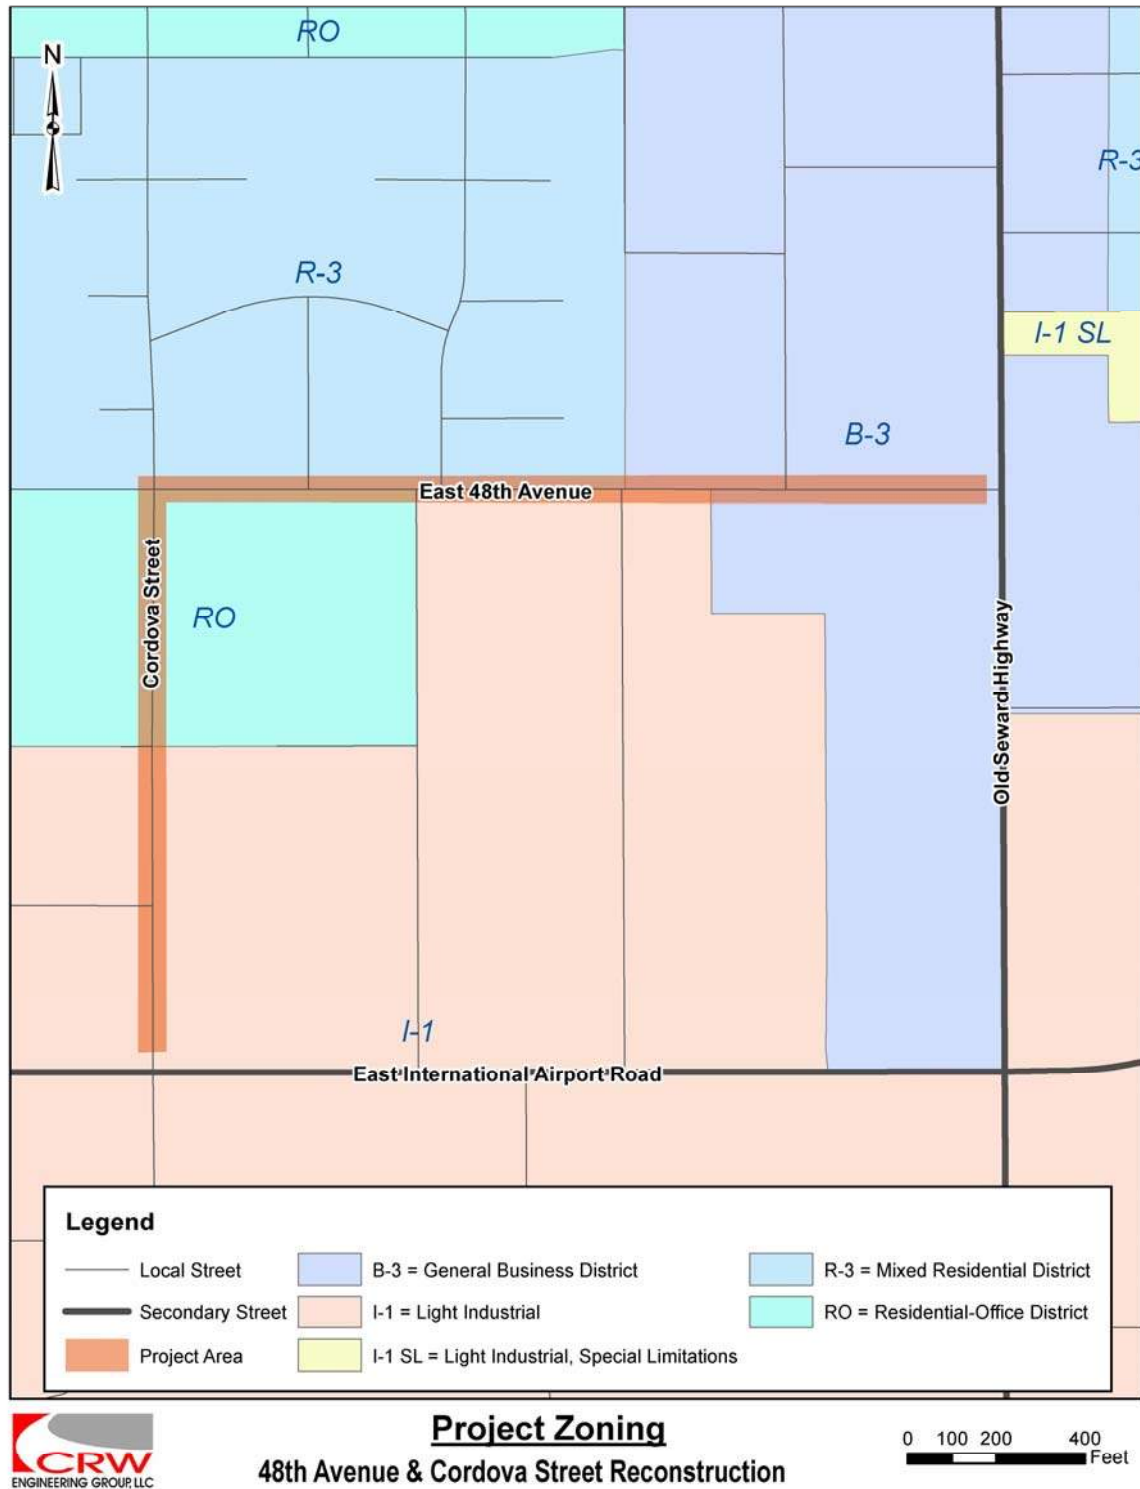 RO
N
R-3
R-3
I-1 SL
B-3
East 48th Avenue
Cordova Street
RO
Old Seward Highway
I-1
East International Airport Road
Legend
Local Street
Secondary Street
Project Area
B-3 = General Business District
I-1 = Light Industrial
I-1 SL = Light Industrial, Special Limitations
R-3 = Mixed Residential District
RO = Residential-Office District
CRW
ENGINEERING GROUP, LLC
Project Zoning
48th Avenue & Cordova Street Reconstruction
0 100 200 400
Feet